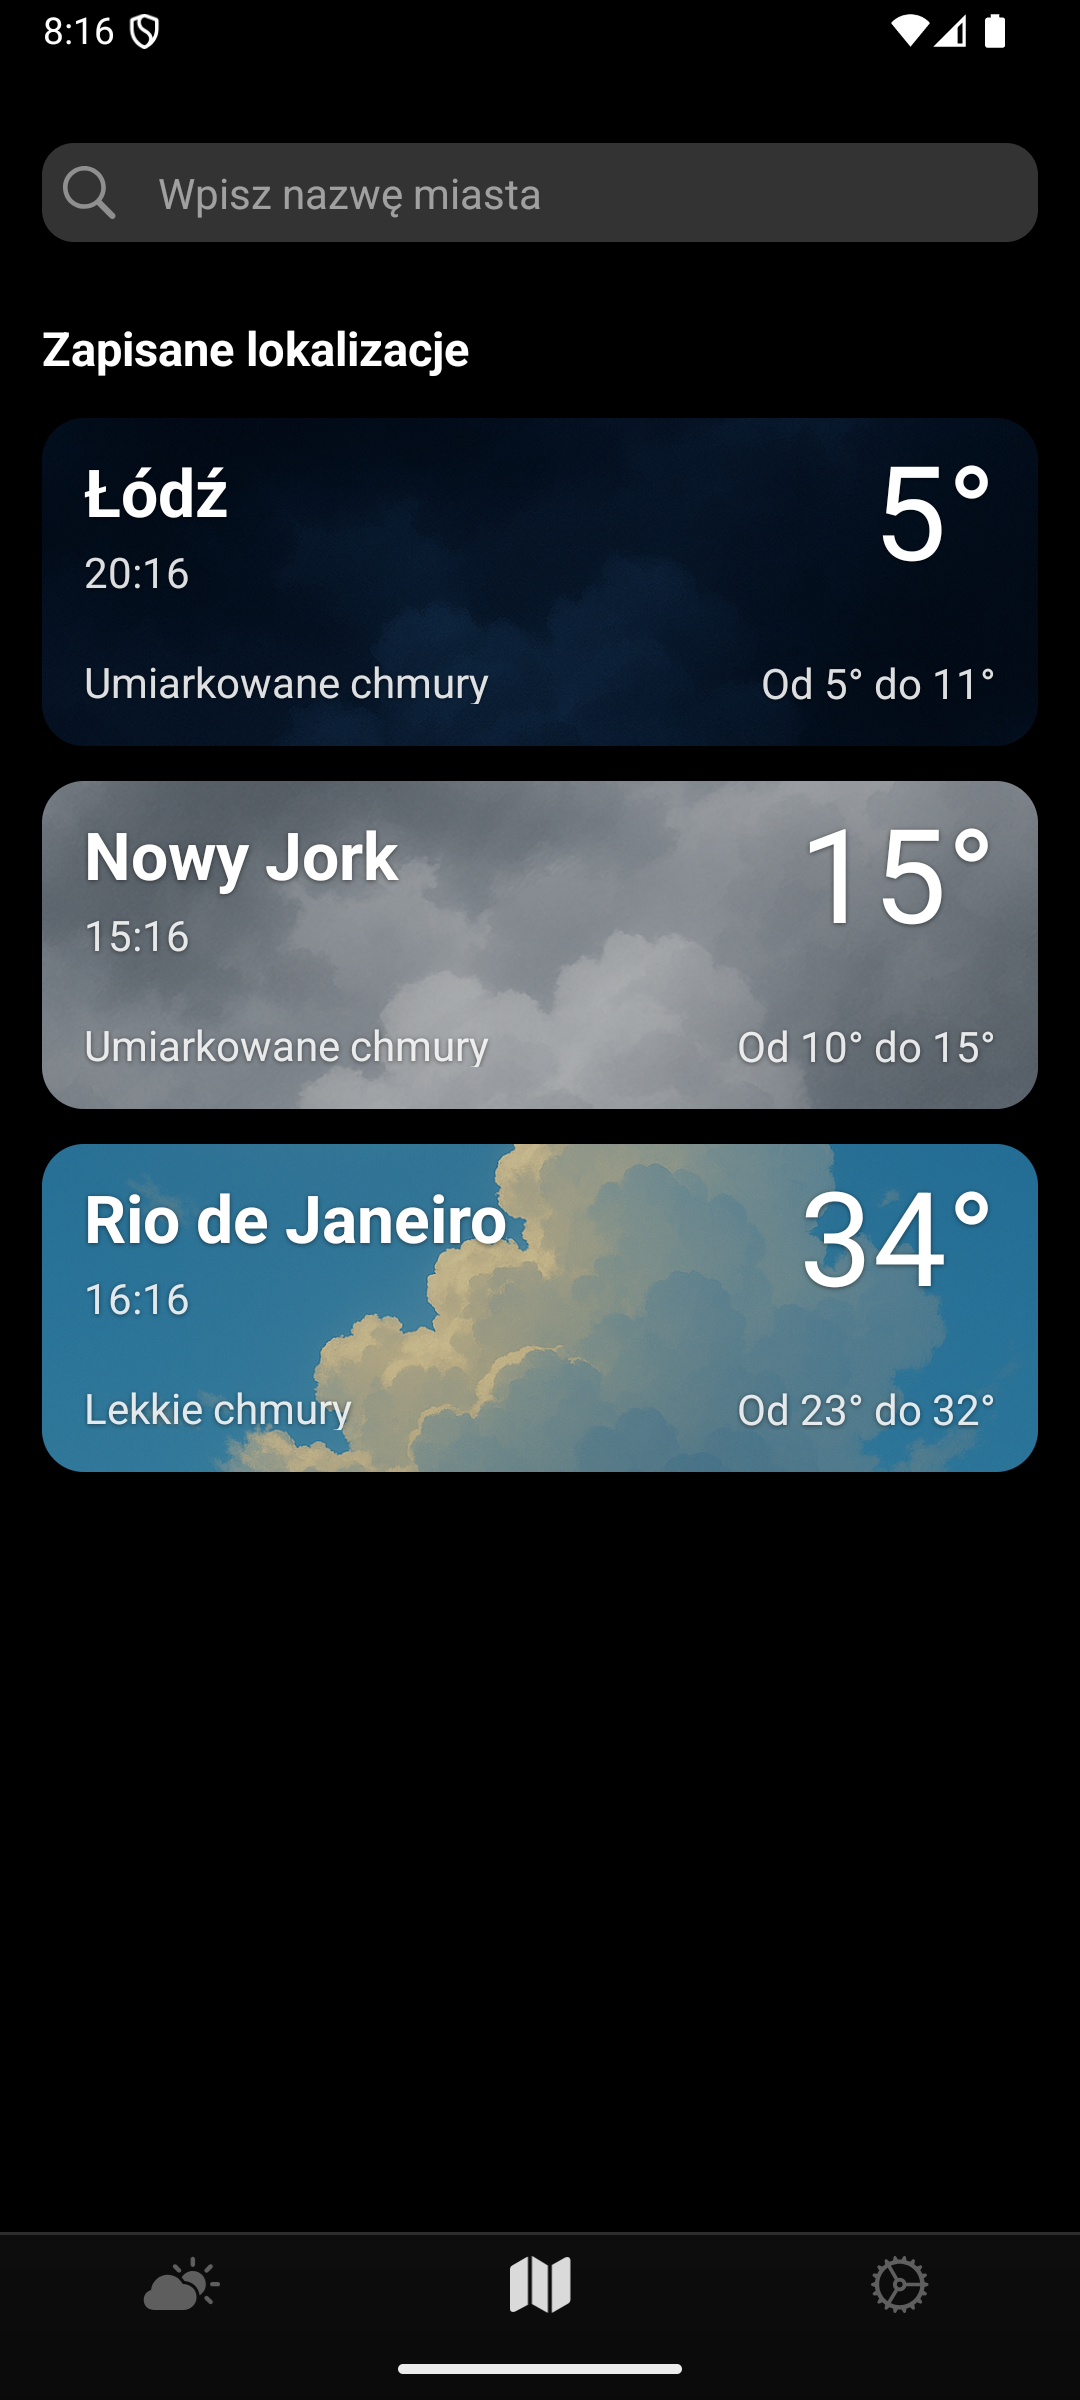 8:16
Wpisz nazwę miasta
Zapisane lokalizacje
Łódź
5°
20:16
Umiarkowane chmury
Od 5° do 11°
Nowy Jork
15°
15:16
Umiarkowane chmury
Od 10° do 15°
Rio de Janeiro
34°
16:16
Lekkie chmury
Od 23° do 32°